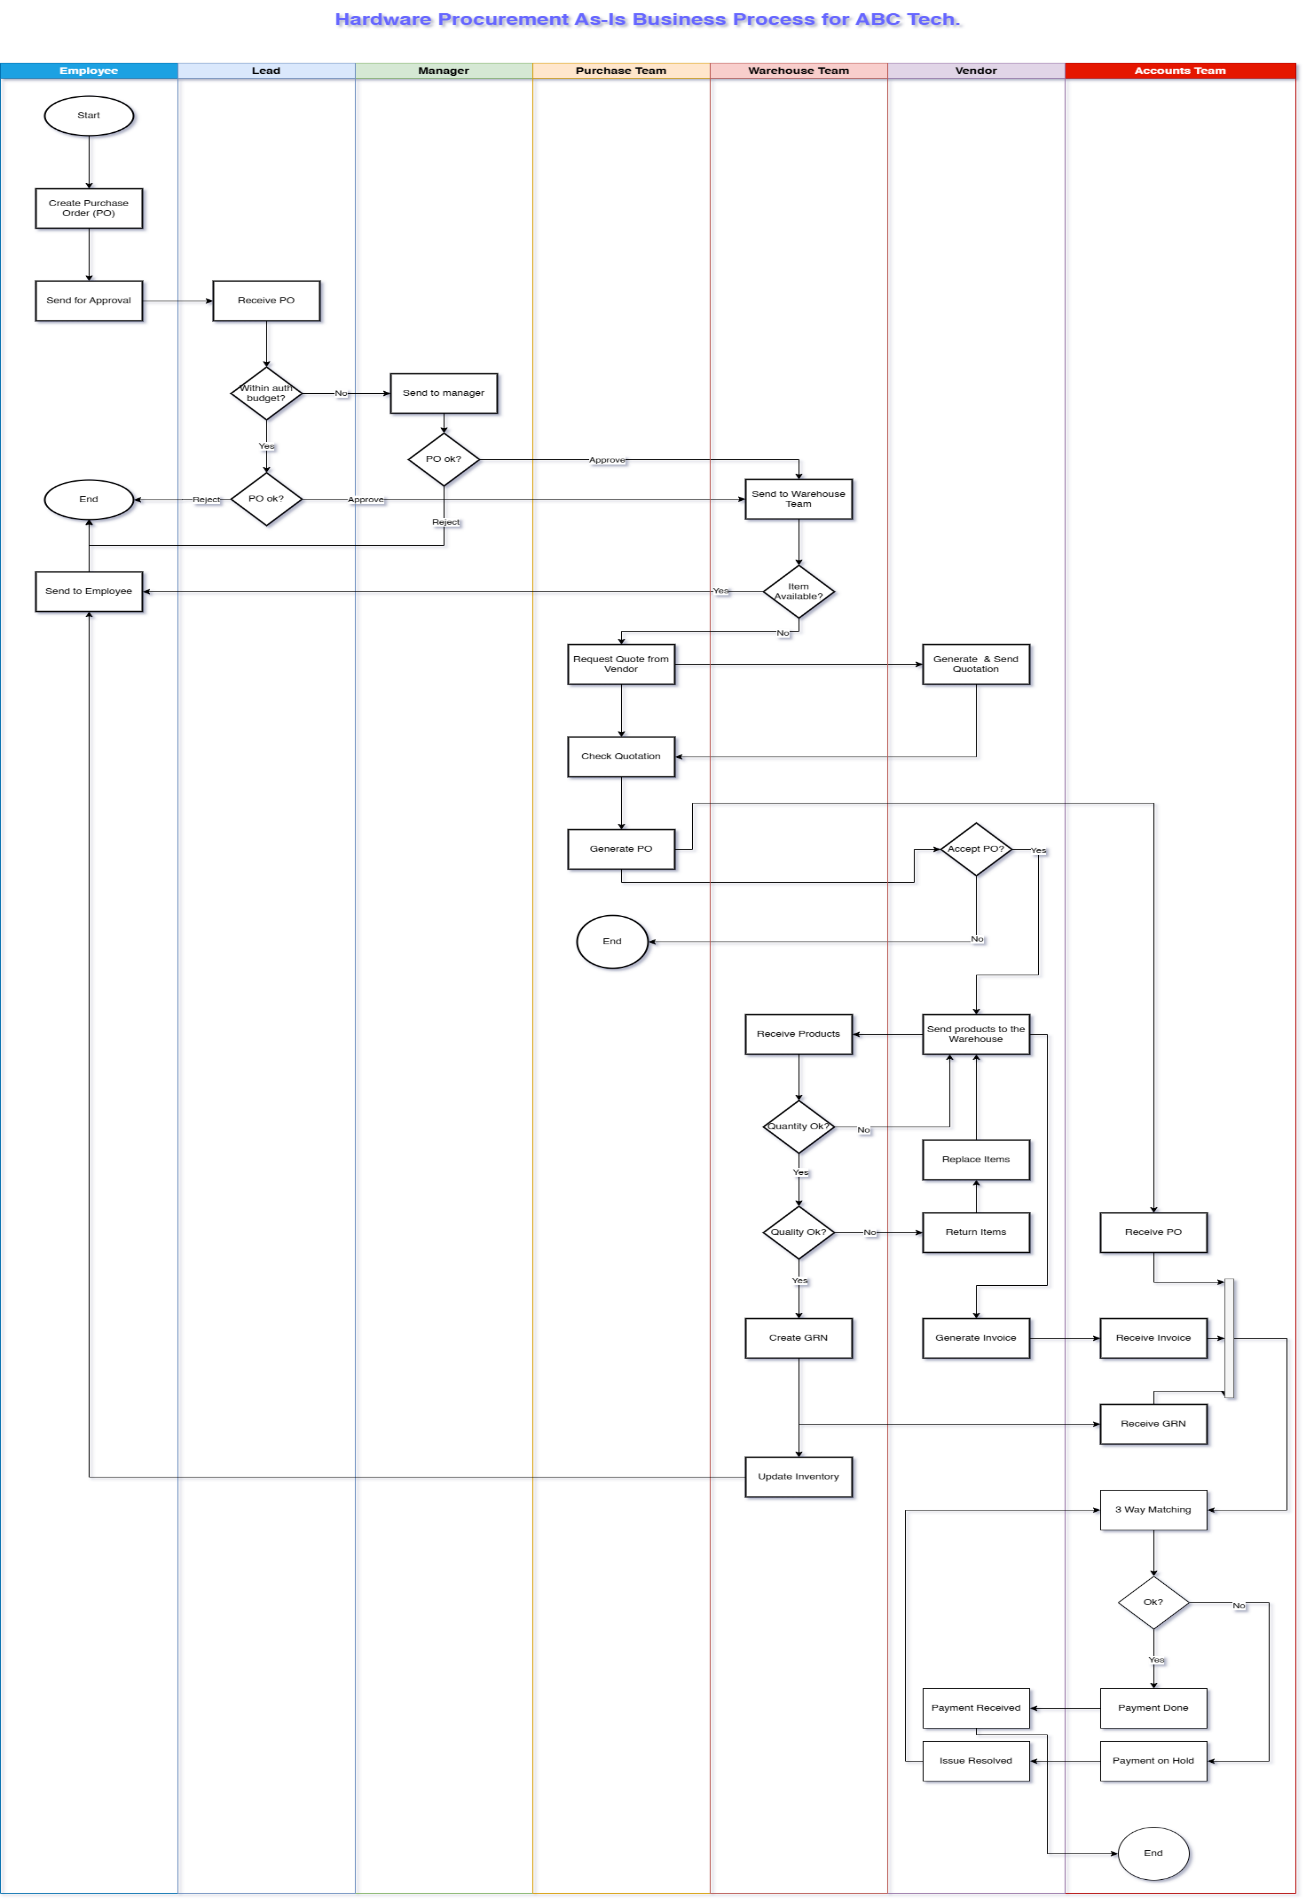 Hardware Procurement As-Is Business Process for ABC Tech.
Employee
Lead
Manager
Purchase Team
Warehouse Team
Vendor
Accounts Team
Start
Create Purchase
Order (PO)
Send for Approval
Receive PO
Within auth
budget?
No
Send to manager
Yes
PO ok?
Approve
End
Reject
PO ok?
Approve
Send to Warehouse
Team
Reject
Send to Employee
Yes
Item
Available?
No
Request Quote from
Vendor
Generate & Send
Quotation
Check Quotation
Generate PO
Accept PO?
Yes
End
No
Receive Products
Send products to the
Warehouse
Quantity Ok?
No
Replace Items
Yes
Quality Ok?
No
Return Items
Receive PO
Yes
Create GRN
Generate Invoice
Receive Invoice
Receive GRN
Update Inventory
3 Way Matching
Ok?
No
Yes
Payment Received
Payment Done
Issue Resolved
Payment on Hold
End